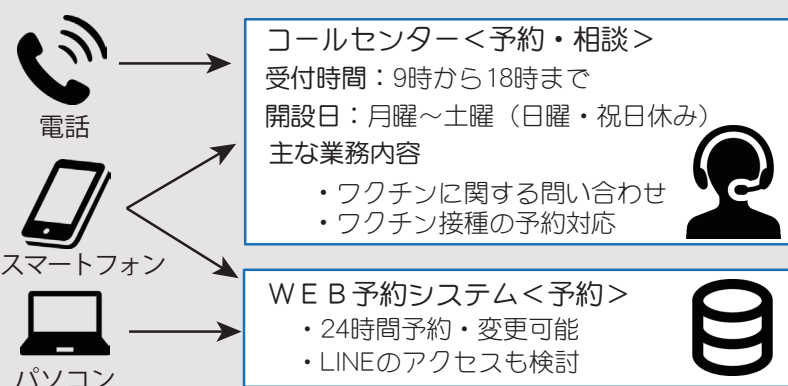 電話
スマートフォン
パソコン
コールセンター＜予約・相談＞
受付時間：9時から18時まで
開設日：月曜～土曜（日曜・祝日休み）
主な業務内容
・ワクチンに関する問い合わせ
・ワクチン接種の予約対応
ＷＥＢ予約システム＜予約＞
・24時間予約・変更可能
・LINEのアクセスも検討